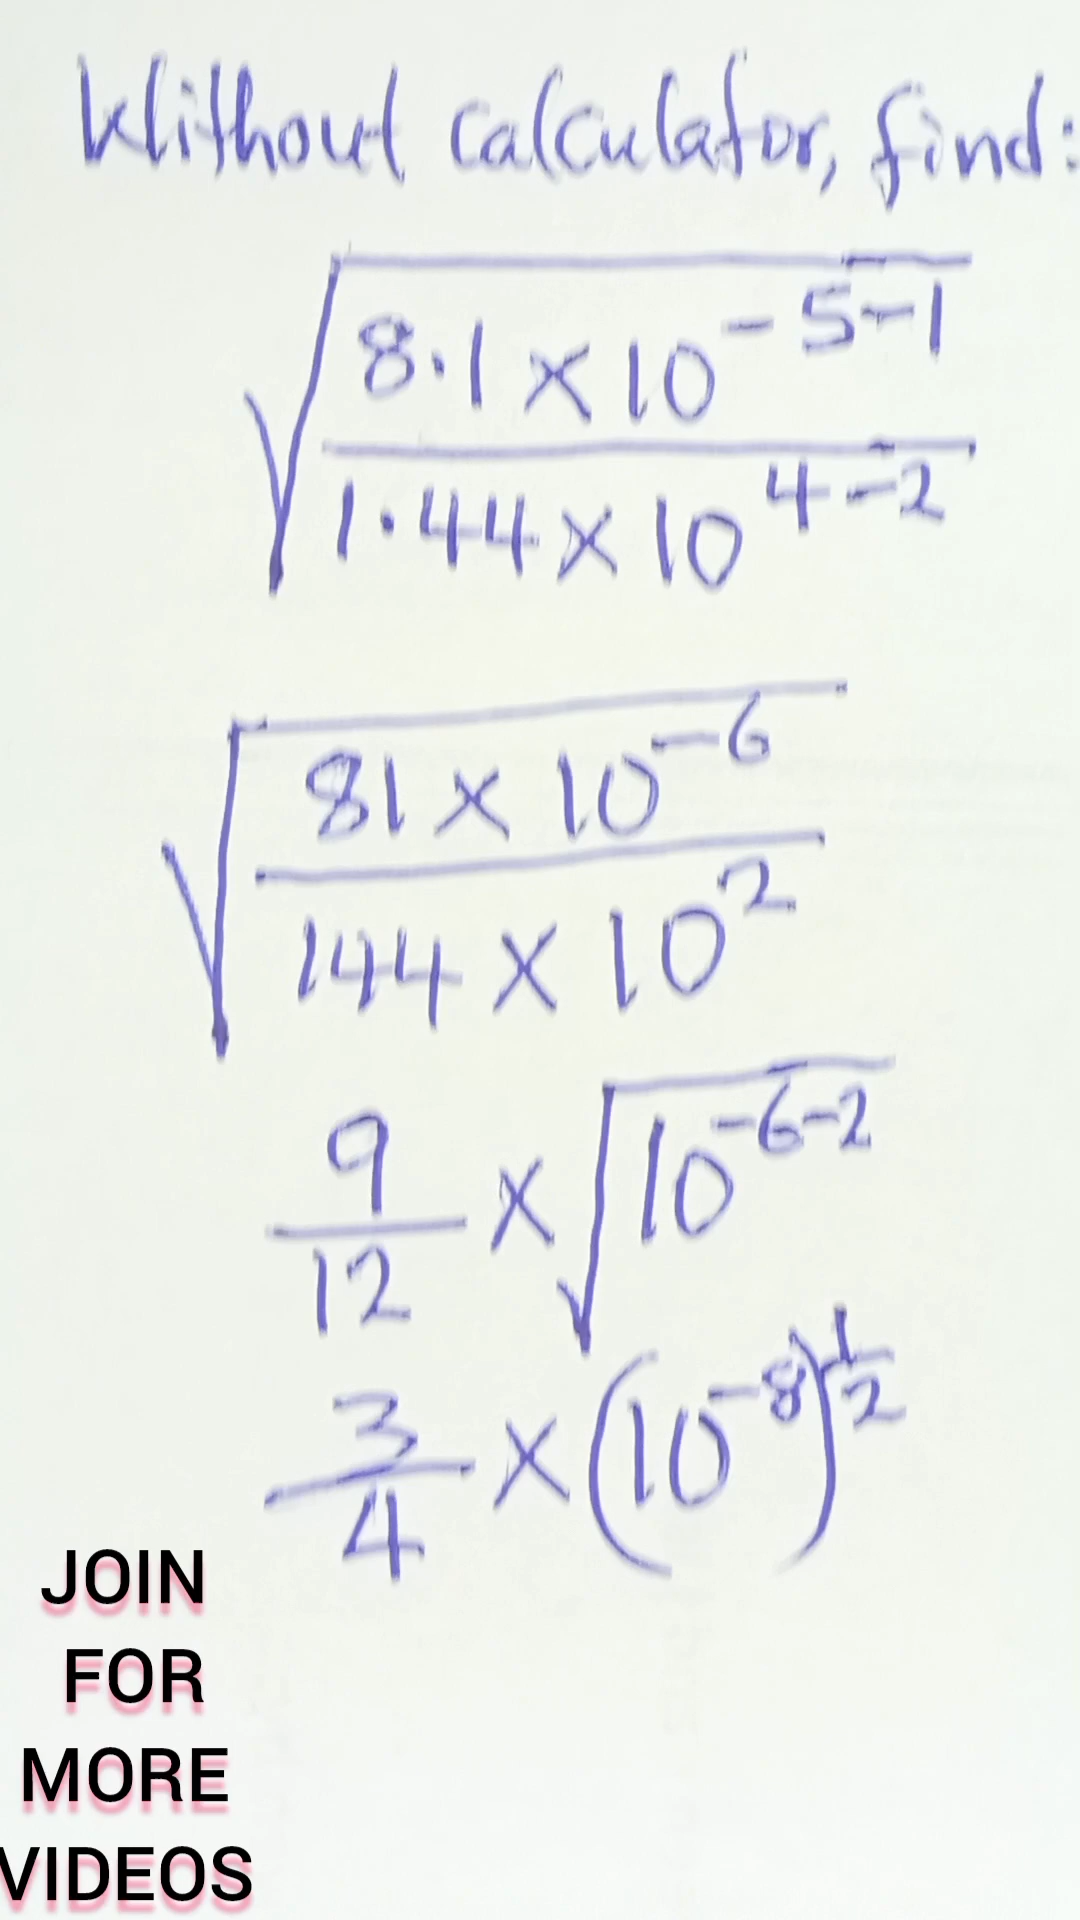 Without calculator, find:
√(8.1 × 10^(-5-1) / 1.44 × 10^(4-2))
√(81 × 10^(-6) / 144 × 10^2)
9/12 × √(10^(-6-2))
3/4 × (10^(-8))^(1/2)
JOIN
FOR
MORE
VIDEOS